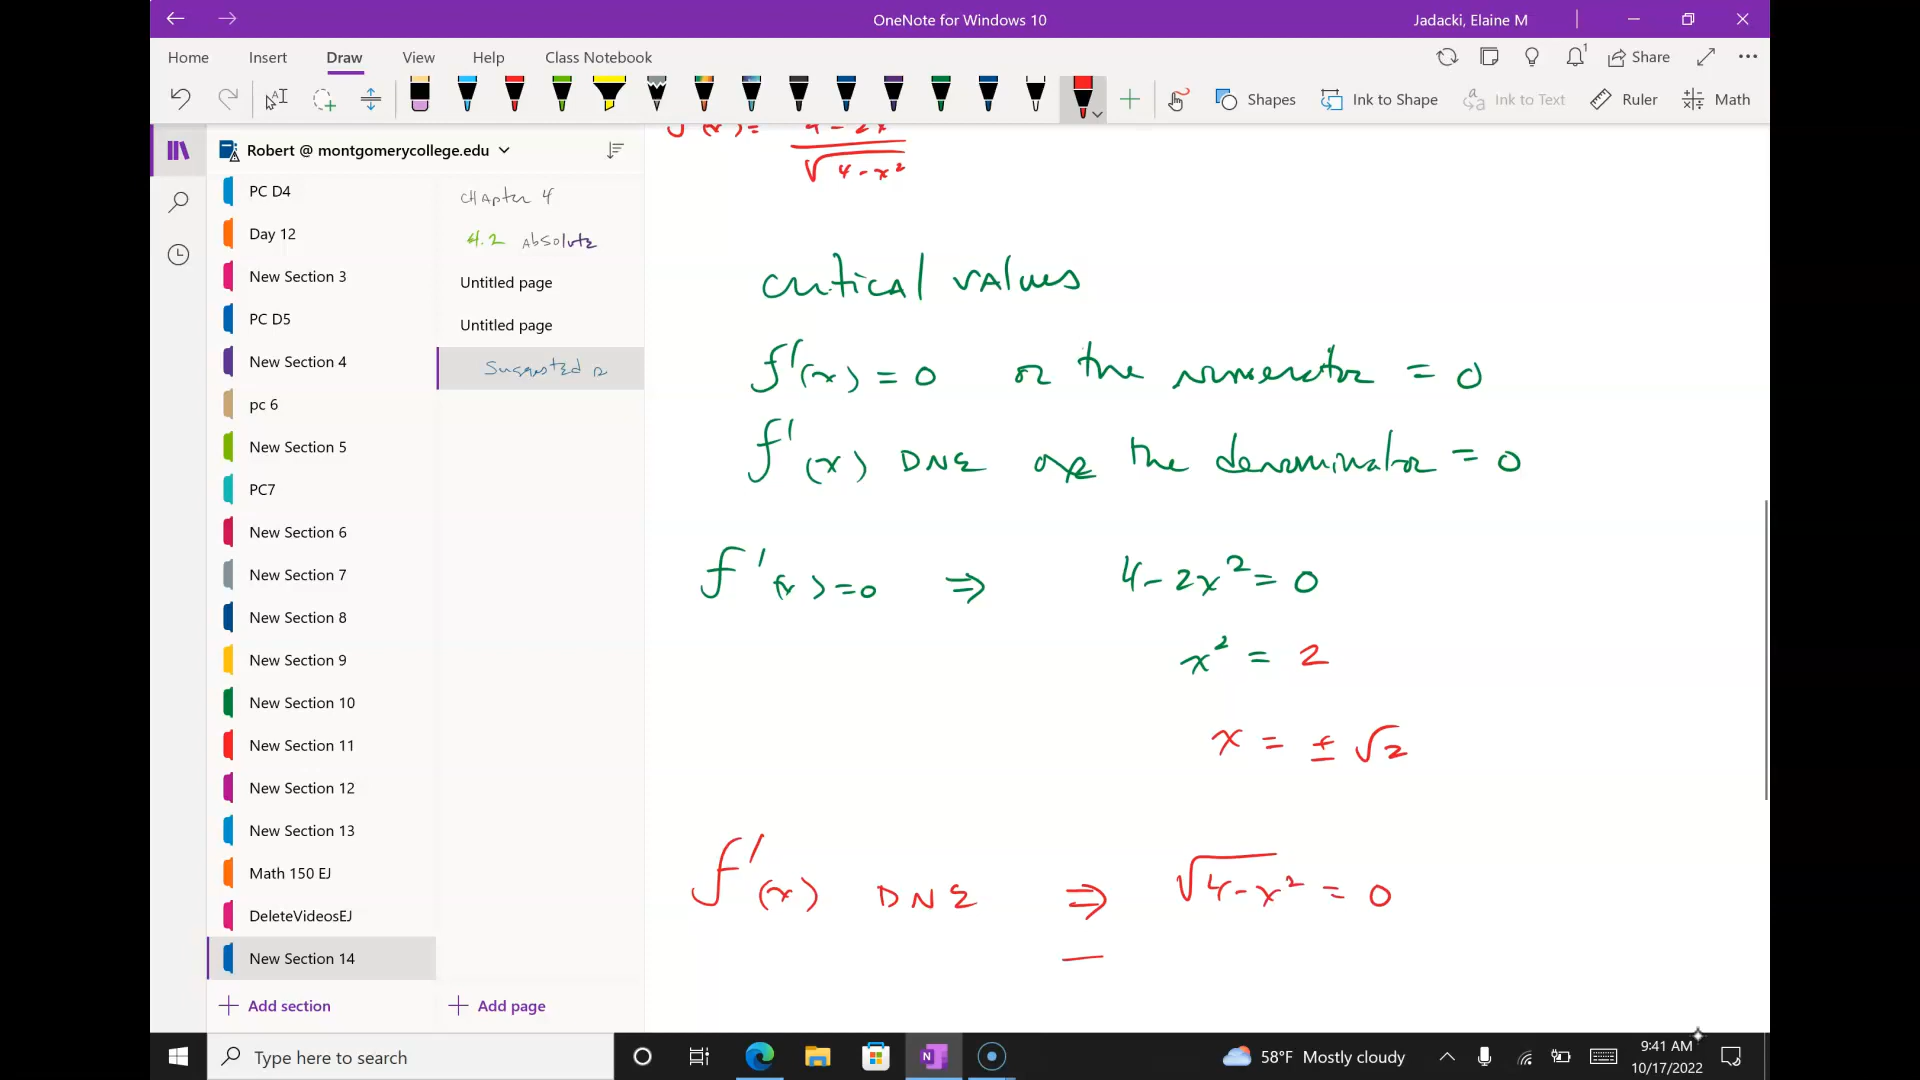 OneNote for Windows 10
Jadacki, Elaine M
Home Insert Draw View Help Class Notebook
1
Share
Shapes Ink to Shape Ink to Text Ruler Math
Robert @ montgomerycollege.edu
PC D4
Day 12
New Section 3
PC D5
New Section 4
pc 6
New Section 5
PC7
New Section 6
New Section 7
New Section 8
New Section 9
New Section 10
New Section 11
New Section 12
New Section 13
Math 150 EJ
DeleteVideosEJ
New Section 14
Add section
CHApter 4
4.2 Absolute
Untitled page
Untitled page
Suggested
Add page
√4-x²
critical values
f'(x) = 0 or the numerator = 0
f'(x) DNE or the denominator = 0
f'(x) = 0 ⇒ 4 - 2x² = 0
x² = 2
x = ± √2
f'(x) DNE ⇒ √4-x² = 0
Type here to search
58°F Mostly cloudy
9:41 AM
10/17/2022